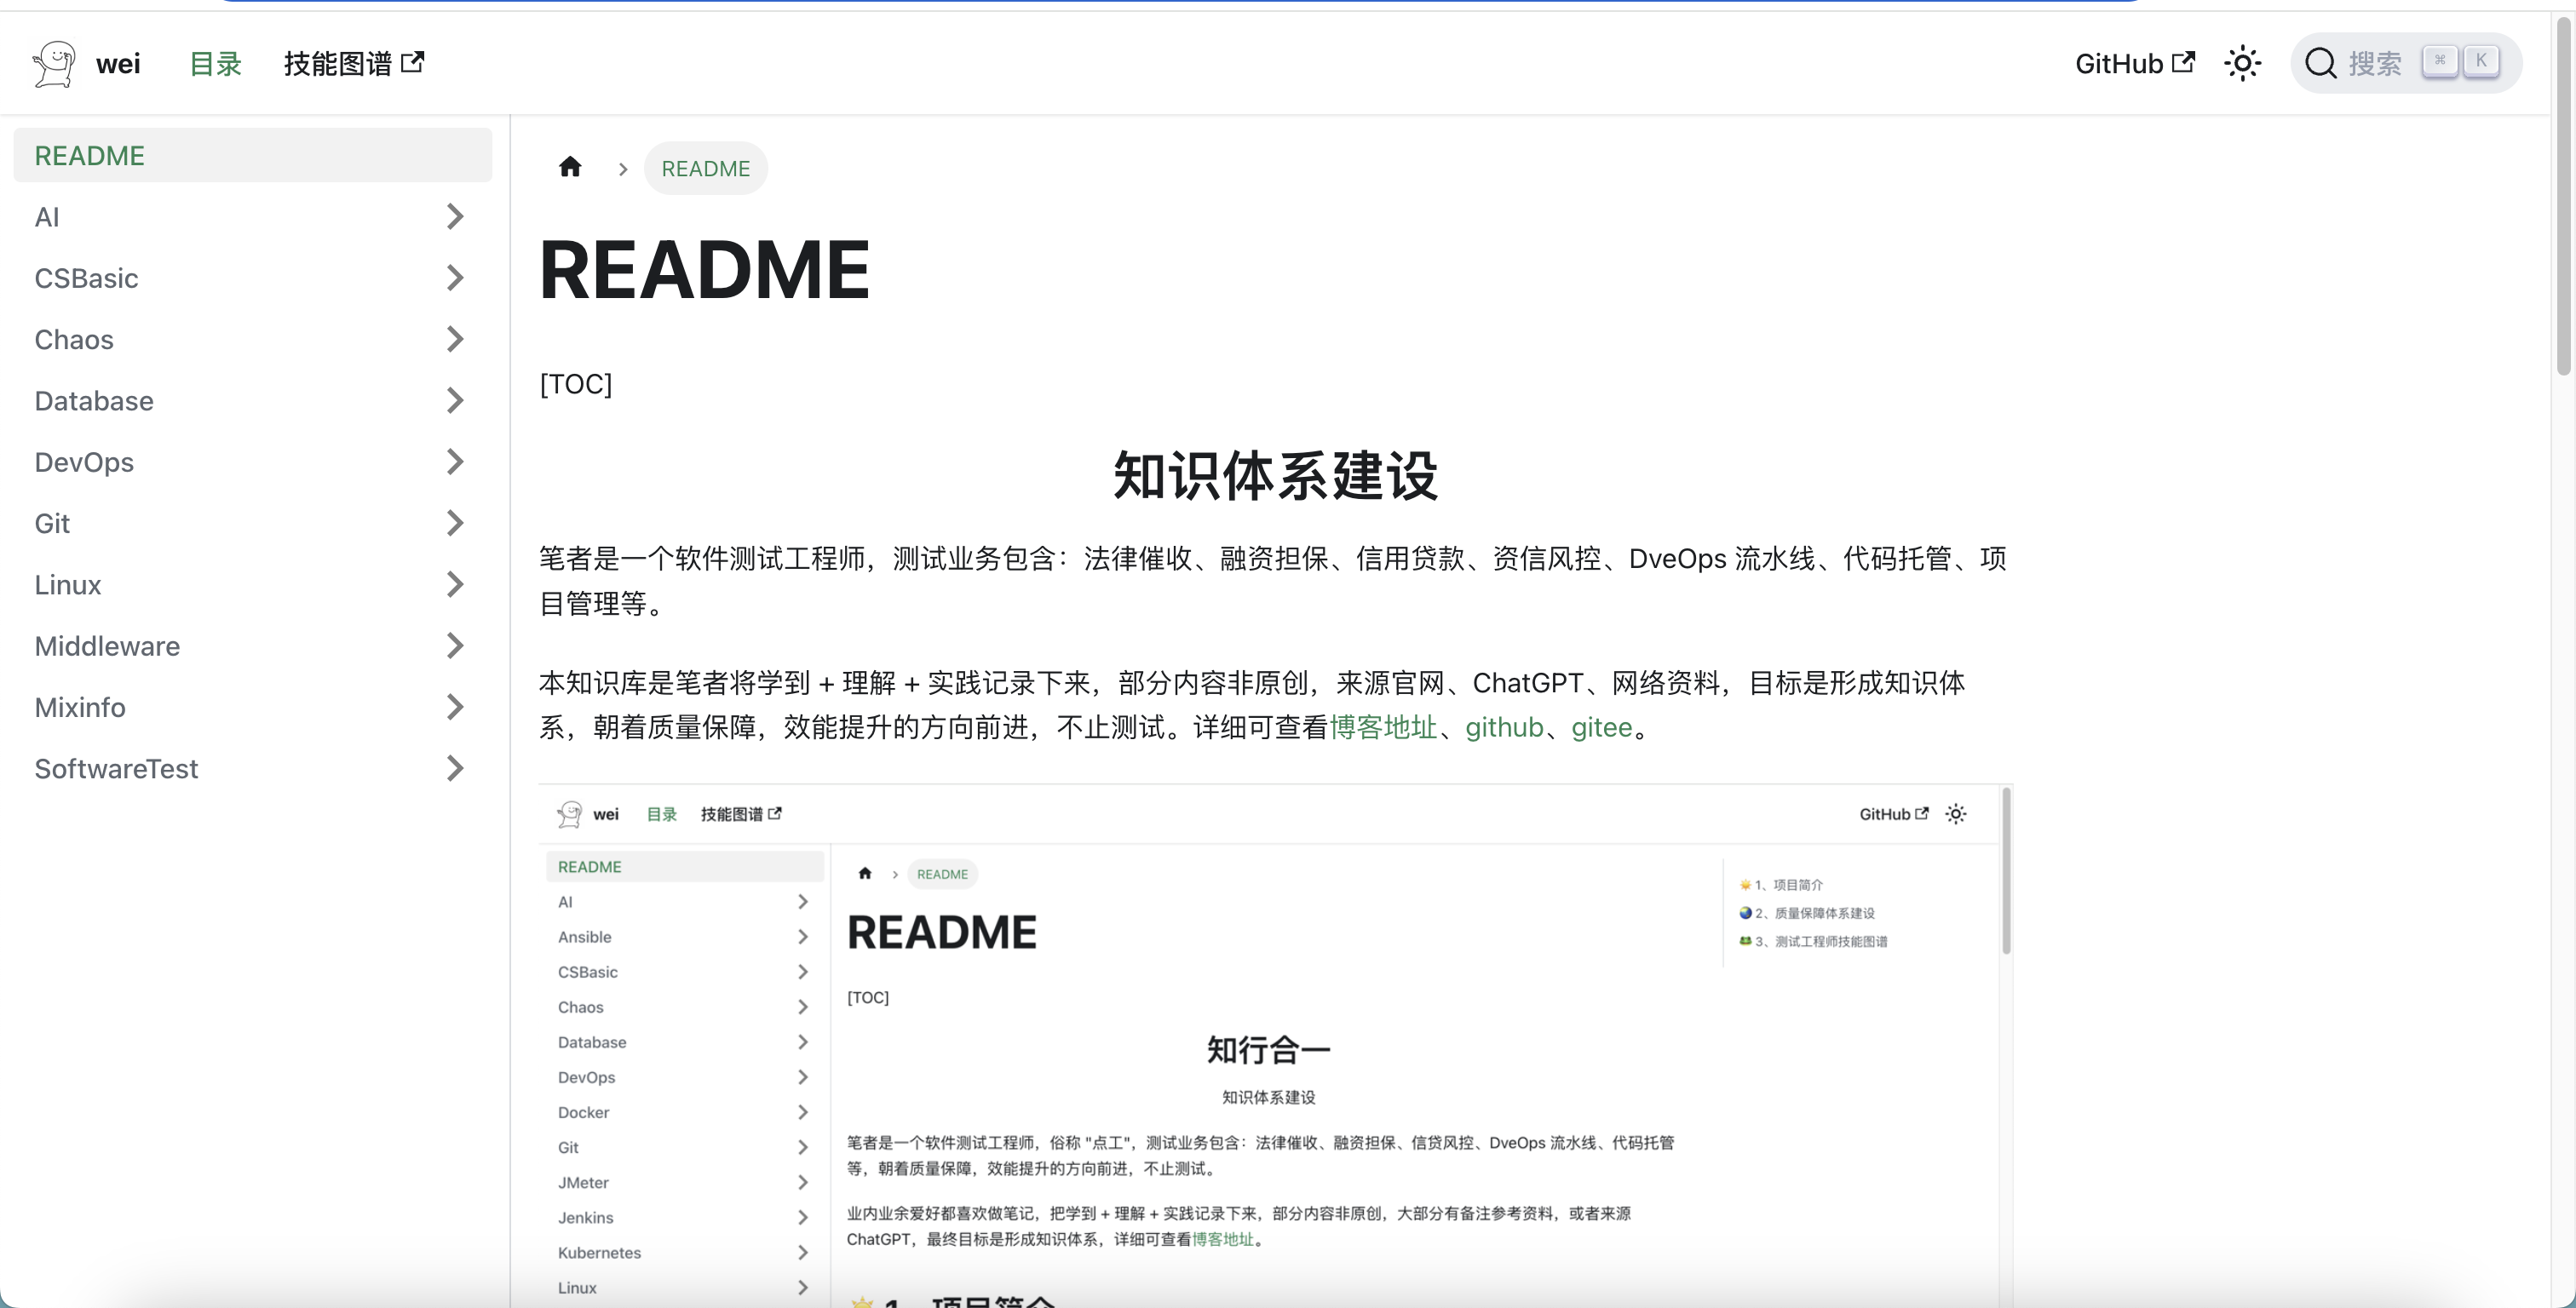 wei 目录 技能图谱 GitHub 搜索 ⌘ K
README
AI
CSBasic
Chaos
Database
DevOps
Git
Linux
Middleware
Mixinfo
SoftwareTest
README
README
[TOC]
知识体系建设
笔者是一个软件测试工程师，测试业务包含：法律催收、融资担保、信用贷款、资信风控、DveOps 流水线、代码托管、项
目管理等。
本知识库是笔者将学到 + 理解 + 实践记录下来，部分内容非原创，来源官网、ChatGPT、网络资料，目标是形成知识体
系，朝着质量保障，效能提升的方向前进，不止测试。详细可查看博客地址、github、gitee。
wei 目录 技能图谱 GitHub
README
AI
Ansible
CSBasic
Chaos
Database
DevOps
Docker
Git
JMeter
Jenkins
Kubernetes
Linux
README
README
[TOC]
知行合一
知识体系建设
笔者是一个软件测试工程师，俗称 "点工"，测试业务包含：法律催收、融资担保、信贷风控、DveOps 流水线、代码托管
等，朝着质量保障，效能提升的方向前进，不止测试。
业内业余爱好都喜欢做笔记，把学到 + 理解 + 实践记录下来，部分内容非原创，大部分有备注参考资料，或者来源
ChatGPT，最终目标是形成知识体系，详细可查看博客地址。
🌟 1、项目简介
1、项目简介
2、质量保障体系建设
3、测试工程师技能图谱